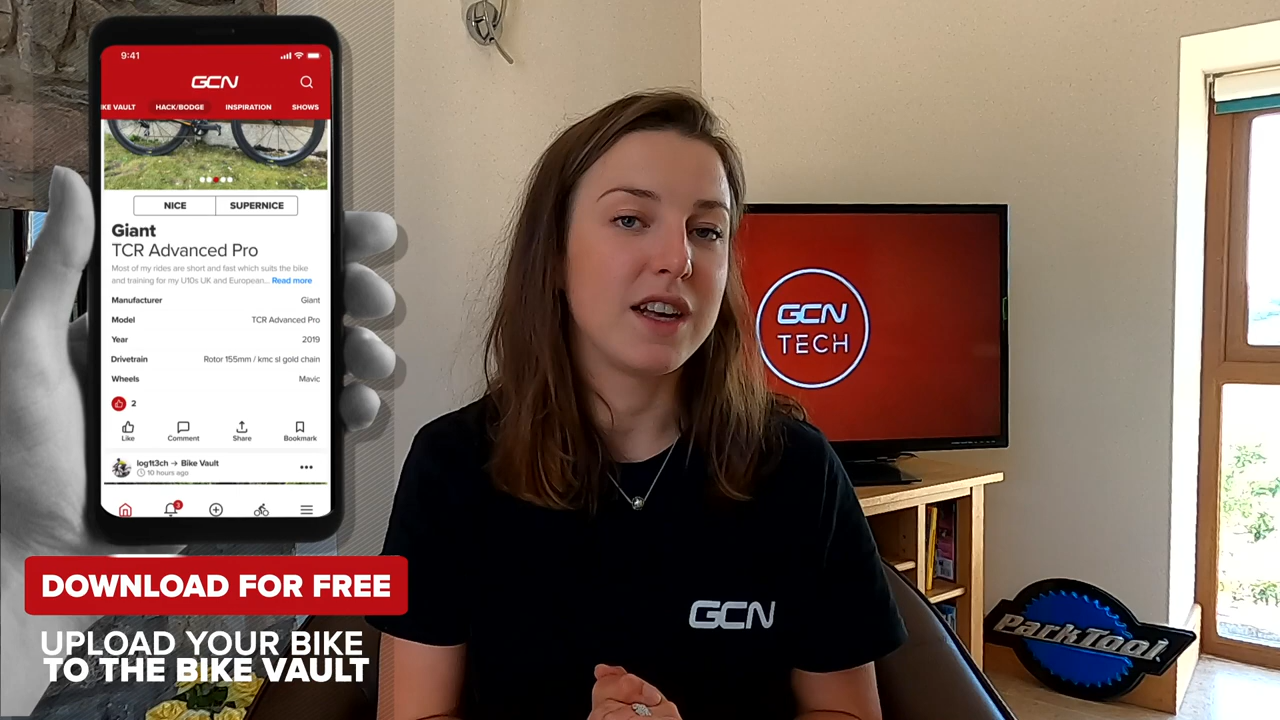 9:41
GCN
KE VAULT HACK/BODGE INSPIRATION SHOWS
NICE SUPERNICE
Giant
TCR Advanced Pro
Most of my rides are short and fast which suits the bike
and training for my U10s UK and European... Read more
Manufacturer Giant
Model TCR Advanced Pro
Year 2019
Drivetrain Rotor 155mm / kmc sl gold chain
Wheels Mavic
2
Like Comment Share Bookmark
log1t3ch → Bike Vault
10 hours ago
3
DOWNLOAD FOR FREE
UPLOAD YOUR BIKE
TO THE BIKE VAULT
GCN
TECH
GCN
ParkTool